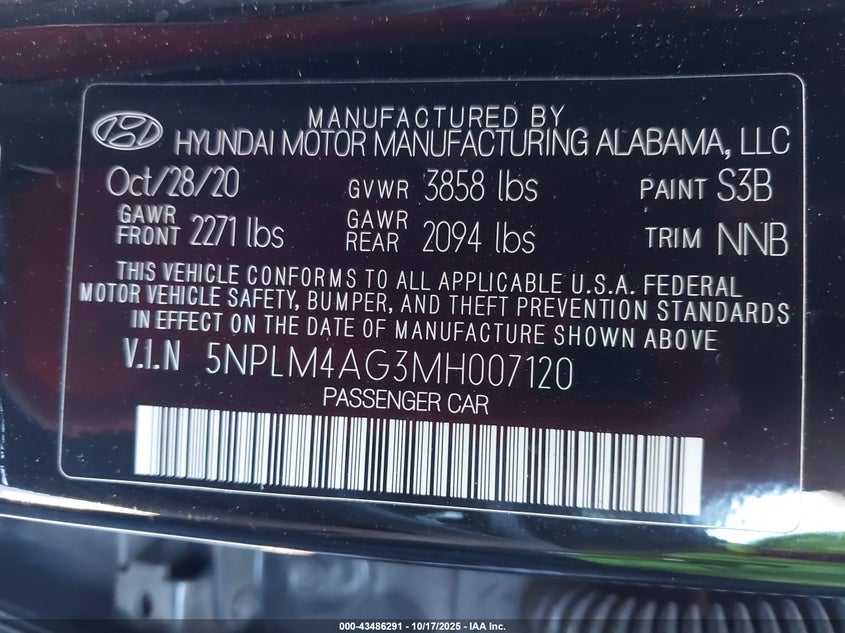 MANUFACTURED BY
HYUNDAI MOTOR MANUFACTURING ALABAMA, LLC
Oct/28/20 GVWR 3858 lbs PAINT S3B
GAWR FRONT 2271 lbs GAWR REAR 2094 lbs TRIM NNB
THIS VEHICLE CONFORMS TO ALL APPLICABLE U.S.A. FEDERAL
MOTOR VEHICLE SAFETY, BUMPER, AND THEFT PREVENTION STANDARDS
IN EFFECT ON THE DATE OF MANUFACTURE SHOWN ABOVE
V.I.N 5NPLM4AG3MH007120
PASSENGER CAR
000-43486291 - 10/17/2025 - IAA Inc.